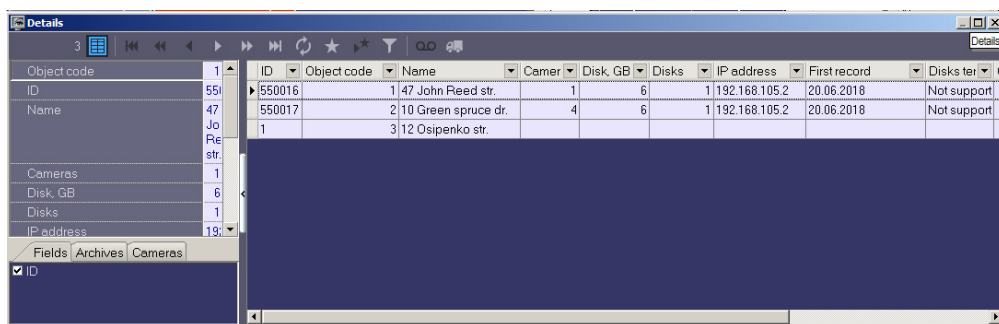 Details
3
Details
Object code 1
ID 550
Name 47
Jo
Re
str.
Cameras 1
Disk, GB 6
Disks 1
IP address 192
Fields Archives Cameras
ID
ID Object code Name Camer Disk, GB Disks IP address First record Disks ter
550016 1 47 John Reed str. 1 6 1 192.168.105.2 20.06.2018 Not support
550017 2 10 Green spruce dr. 4 6 1 192.168.105.2 20.06.2018 Not support
1 3 12 Osipenko str.